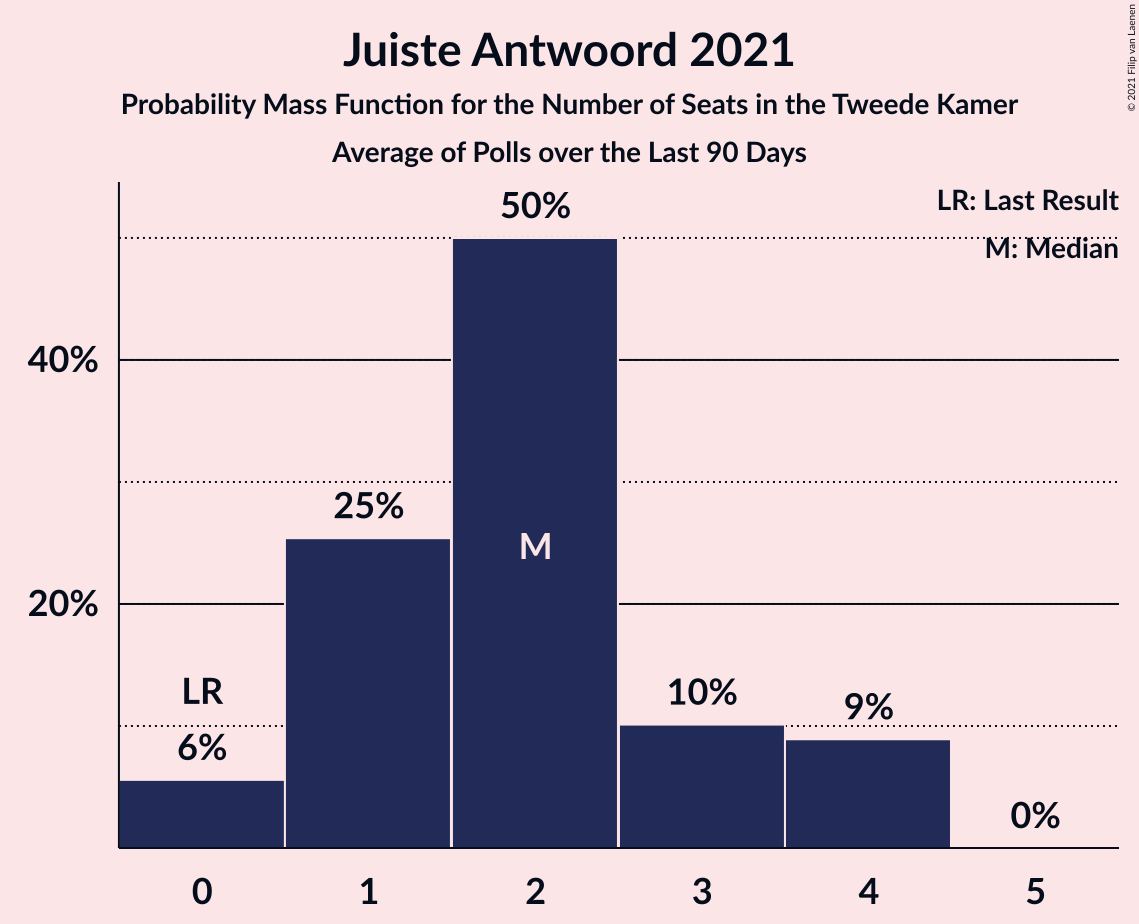 Juiste Antwoord 2021
Probability Mass Function for the Number of Seats in the Tweede Kamer
Average of Polls over the Last 90 Days
© 2021 Filip van Laenen
LR: Last Result
M: Median
50%
40%
25%
M
20%
LR
6%
10%
9%
0%
0 1 2 3 4 5